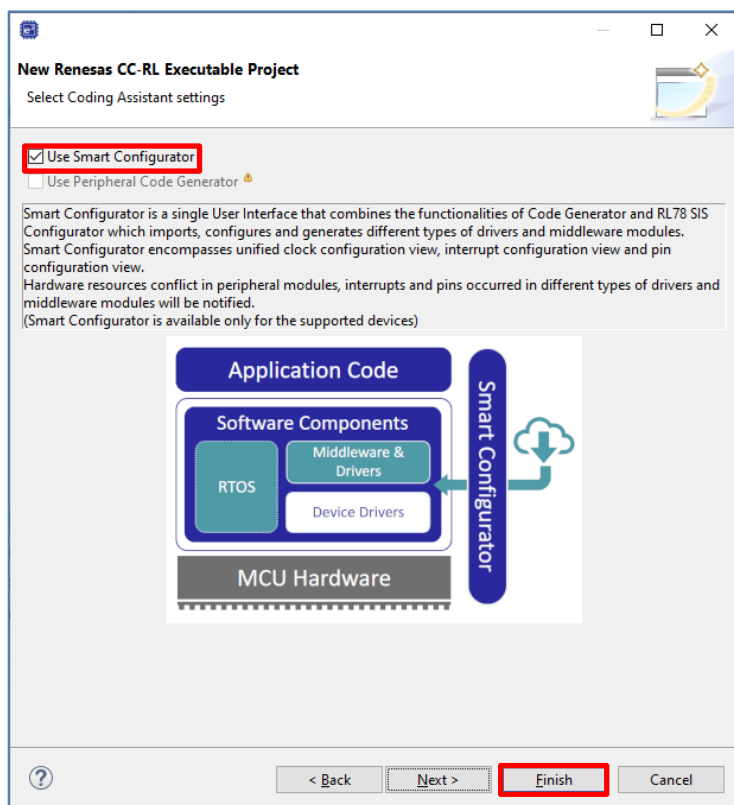 New Renesas CC-RL Executable Project
Select Coding Assistant settings
Use Smart Configurator
Use Peripheral Code Generator
Smart Configurator is a single User Interface that combines the functionalities of Code Generator and RL78 SIS
Configurator which imports, configures and generates different types of drivers and middleware modules.
Smart Configurator encompasses unified clock configuration view, interrupt configuration view and pin
configuration view.
Hardware resources conflict in peripheral modules, interrupts and pins occurred in different types of drivers and
middleware modules will be notified.
(Smart Configurator is available only for the supported devices)
Application Code
Software Components
RTOS
Middleware &
Drivers
Device Drivers
MCU Hardware
Smart Configurator
< Back
Next >
Finish
Cancel